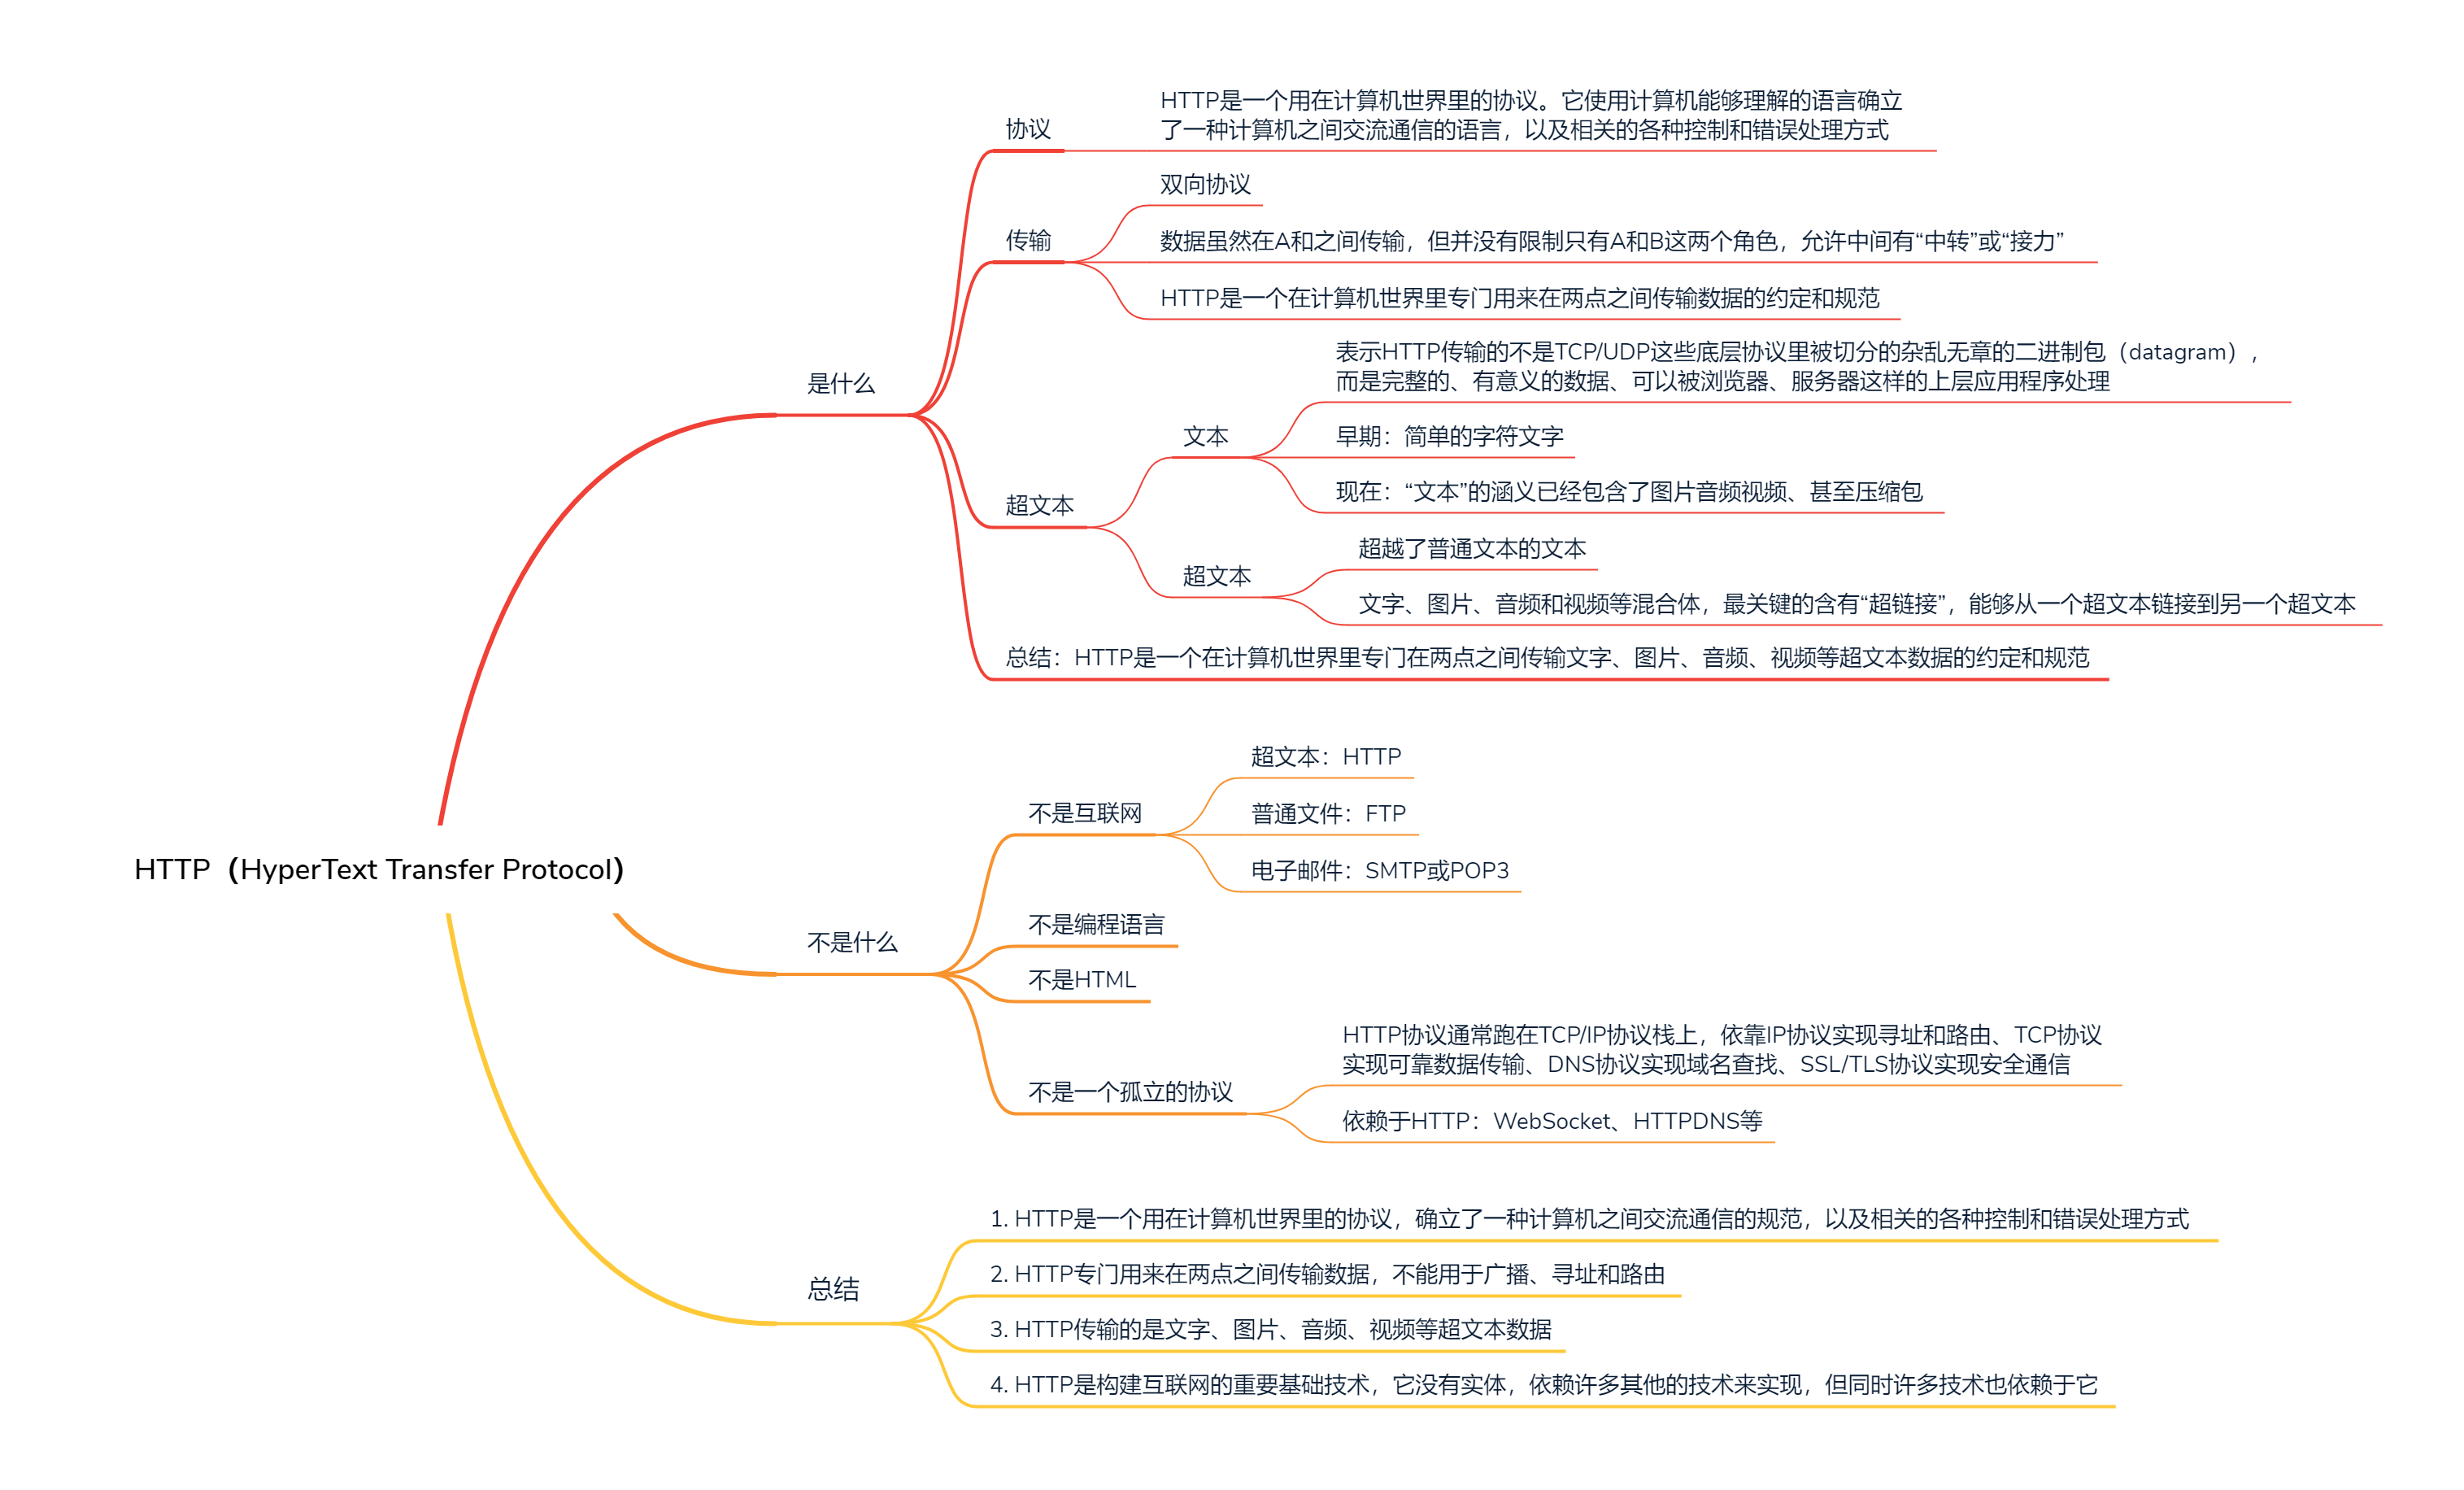 HTTP（HyperText Transfer Protocol）
是什么
协议
HTTP是一个用在计算机世界里的协议。它使用计算机能够理解的语言确立
了一种计算机之间交流通信的语言，以及相关的各种控制和错误处理方式
传输
双向协议
数据虽然在A和之间传输，但并没有限制只有A和B这两个角色，允许中间有“中转”或“接力”
HTTP是一个在计算机世界里专门用来在两点之间传输数据的约定和规范
超文本
文本
表示HTTP传输的不是TCP/UDP这些底层协议里被切分的杂乱无章的二进制包（datagram），
而是完整的、有意义的数据、可以被浏览器、服务器这样的上层应用程序处理
早期：简单的字符文字
现在：“文本”的涵义已经包含了图片音频视频、甚至压缩包
超文本
超越了普通文本的文本
文字、图片、音频和视频等混合体，最关键的含有“超链接”，能够从一个超文本链接到另一个超文本
总结：HTTP是一个在计算机世界里专门在两点之间传输文字、图片、音频、视频等超文本数据的约定和规范
不是什么
不是互联网
超文本：HTTP
普通文件：FTP
电子邮件：SMTP或POP3
不是编程语言
不是HTML
不是一个孤立的协议
HTTP协议通常跑在TCP/IP协议栈上，依靠IP协议实现寻址和路由、TCP协议
实现可靠数据传输、DNS协议实现域名查找、SSL/TLS协议实现安全通信
依赖于HTTP：WebSocket、HTTPDNS等
总结
1. HTTP是一个用在计算机世界里的协议，确立了一种计算机之间交流通信的规范，以及相关的各种控制和错误处理方式
2. HTTP专门用来在两点之间传输数据，不能用于广播、寻址和路由
3. HTTP传输的是文字、图片、音频、视频等超文本数据
4. HTTP是构建互联网的重要基础技术，它没有实体，依赖许多其他的技术来实现，但同时许多技术也依赖于它